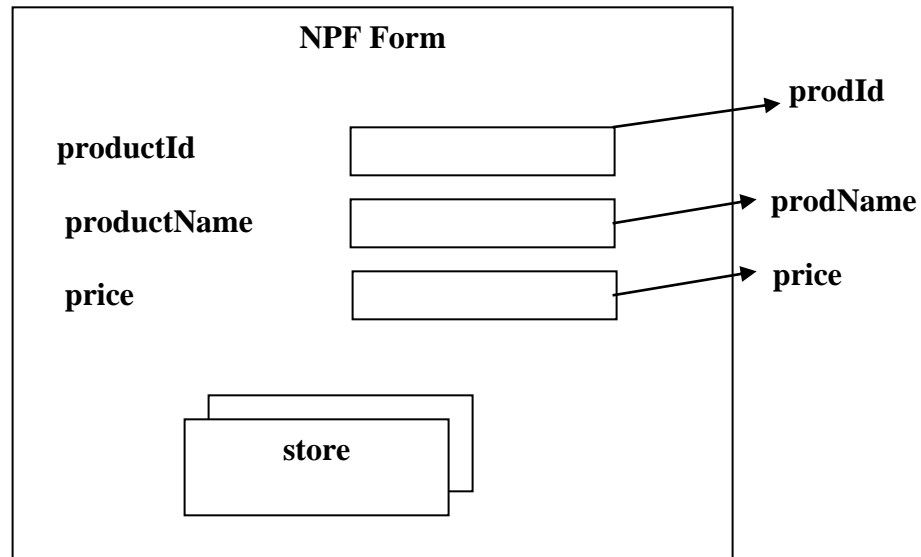 NPF Form
prodId
productId
prodName
productName
price
price
store